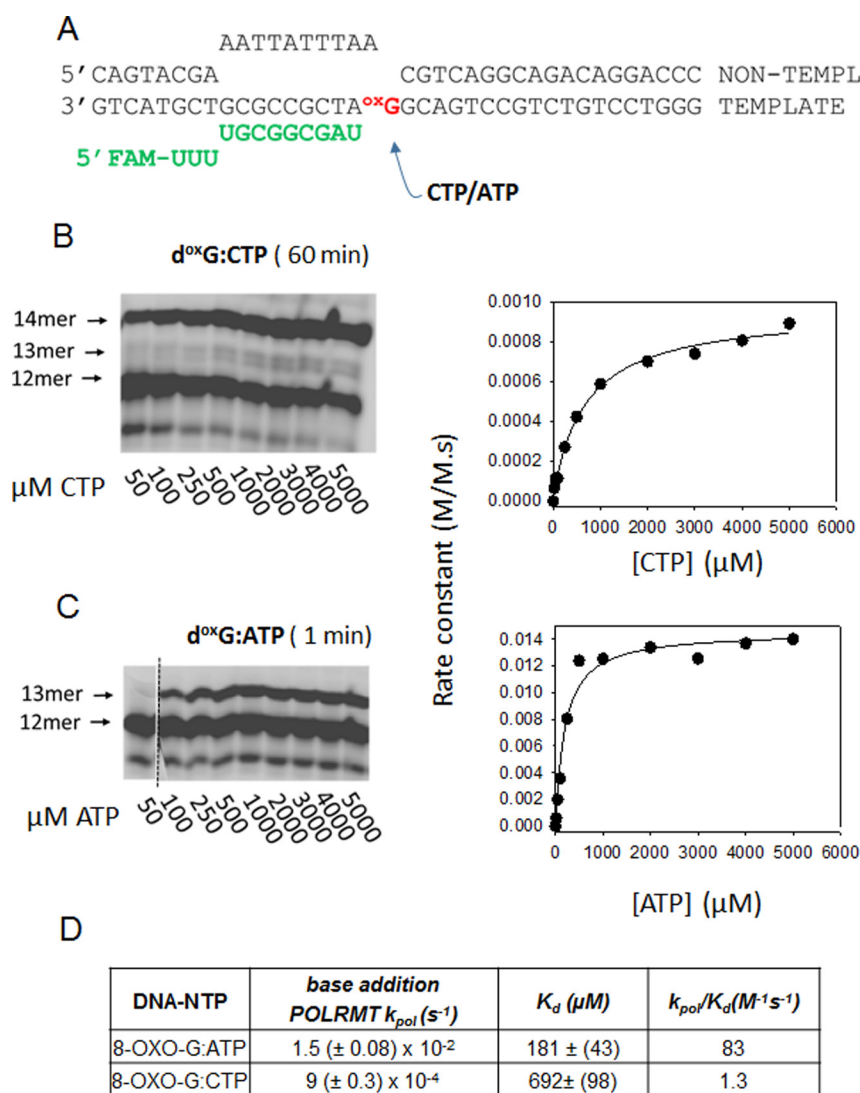 A
AATTATTTAA
5' CAGTACGA CGTCAGGCAGACAGGACCC NON-TEMPL
3' GTCATGCTGCGCCGCTAoxGGCAGTCCGTCTGTCCTGGG TEMPLATE
UGCGGCGAU
5' FAM-UUU
CTP/ATP
B
doxG:CTP ( 60 min)
14mer
13mer
12mer
µM CTP
50 100 250 500 1000 2000 3000 4000 5000
Rate constant (M/M.s)
0.0010
0.0008
0.0006
0.0004
0.0002
0.0000
0 1000 2000 3000 4000 5000 6000
[CTP] (µM)
C
doxG:ATP ( 1 min)
13mer
12mer
µM ATP
50 100 250 500 1000 2000 3000 4000 5000
0.014
0.012
0.010
0.008
0.006
0.004
0.002
0.000
0 1000 2000 3000 4000 5000 6000
[ATP] (µM)
D
DNA-NTP base addition POLRMT kpol (s-1) Kd (µM) kpol/Kd(M-1s-1)
8-OXO-G:ATP 1.5 (± 0.08) x 10-2 181 ± (43) 83
8-OXO-G:CTP 9 (± 0.3) x 10-4 692± (98) 1.3